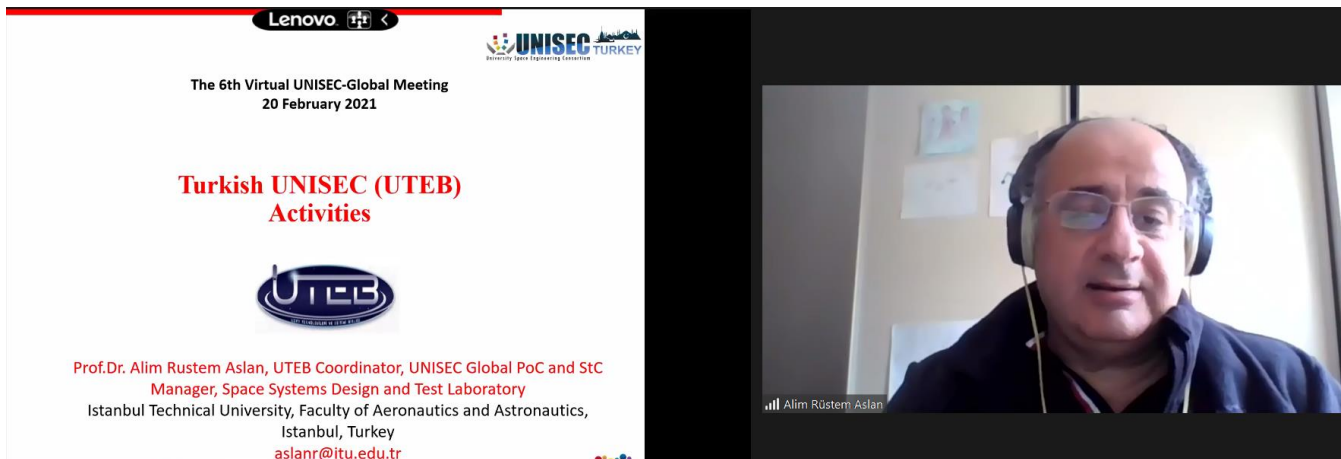 Lenovo
UNISEC TURKEY
University Space Engineering Consortium
The 6th Virtual UNISEC-Global Meeting
20 February 2021
Turkish UNISEC (UTEB)
Activities
UTEB
Prof.Dr. Alim Rustem Aslan, UTEB Coordinator, UNISEC Global PoC and StC
Manager, Space Systems Design and Test Laboratory
Istanbul Technical University, Faculty of Aeronautics and Astronautics,
Istanbul, Turkey
aslanr@itu.edu.tr
Alim Rüstem Aslan